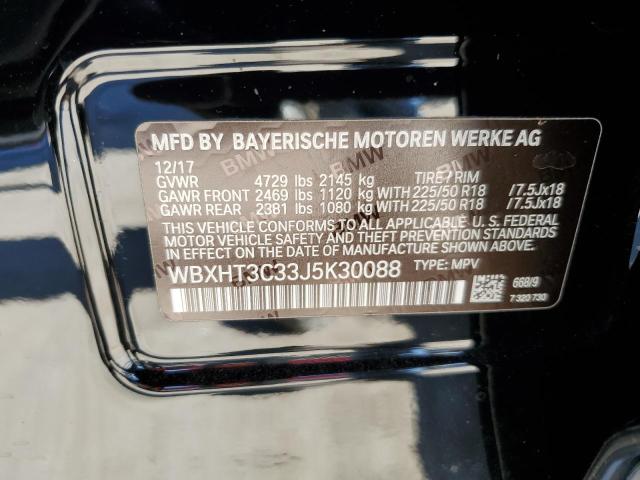 MFD BY BAYERISCHE MOTOREN WERKE AG
12/17
GVWR 4729 lbs 2145 kg TIRE / RIM
GAWR FRONT 2469 lbs 1120 kg WITH 225/50 R18 /7.5Jx18
GAWR REAR 2381 lbs 1080 kg WITH 225/50 R18 /7.5Jx18
THIS VEHICLE CONFORMS TO ALL APPLICABLE U.S. FEDERAL
MOTOR VEHICLE SAFETY AND THEFT PREVENTION STANDARDS
IN EFFECT ON THE DATE OF MANUFACTURE SHOWN ABOVE.
WBXHT3C33J5K30088 TYPE: MPV
668/9
7 320 730